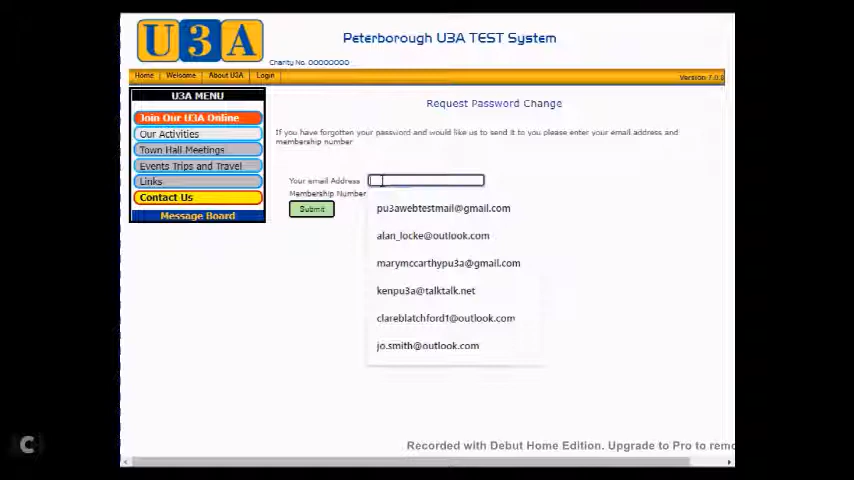 U3A
Peterborough U3A TEST System
Charity No. 00000000
Home Welcome About U3A Login
Version 7.0.0
U3A MENU
Join Our U3A Online
Our Activities
Town Hall Meetings
Events Trips and Travel
Links
Contact Us
Message Board
Request Password Change
If you have forgotten your password and would like us to send it to you please enter your email address and
membership number
Your email Address
Membership Number
Submit
pu3awebtestmail@gmail.com
alan_locke@outlook.com
marymccarthypu3a@gmail.com
kenpu3a@talktalk.net
clareblatchford1@outlook.com
jo.smith@outlook.com
C
Recorded with Debut Home Edition. Upgrade to Pro to remo